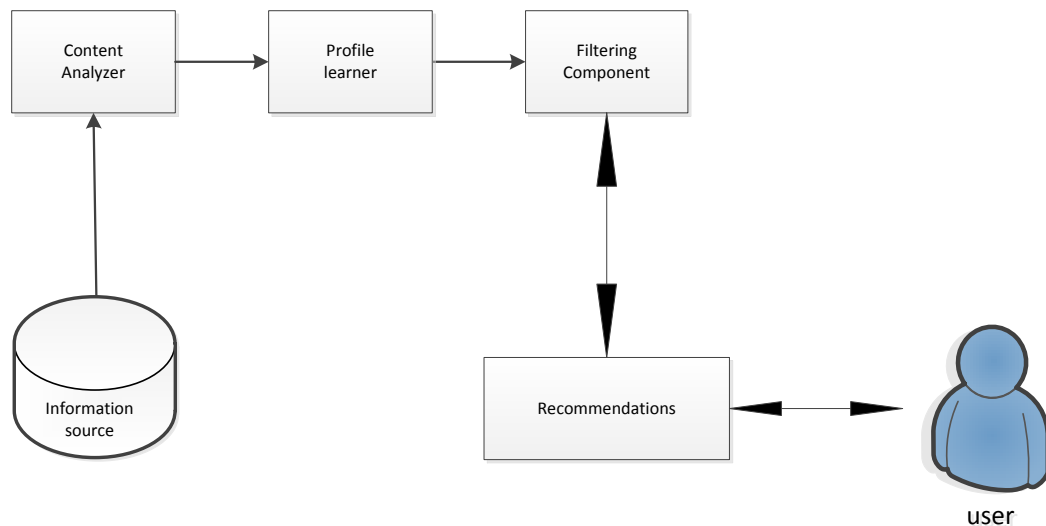 Content
Analyzer
Profile
learner
Filtering
Component
Information
source
Recommendations
user